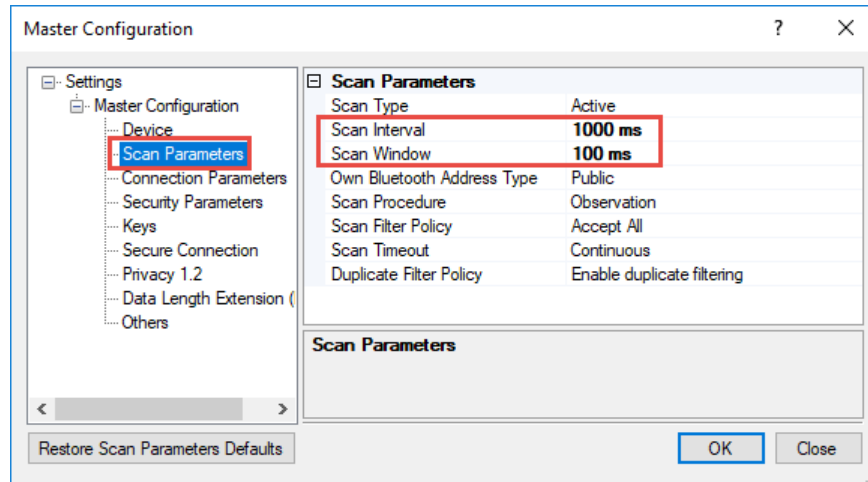 Master Configuration
? ×
Settings
Master Configuration
Device
Scan Parameters
Connection Parameters
Security Parameters
Keys
Secure Connection
Privacy 1.2
Data Length Extension (
Others
Scan Parameters
Scan Type Active
Scan Interval 1000 ms
Scan Window 100 ms
Own Bluetooth Address Type Public
Scan Procedure Observation
Scan Filter Policy Accept All
Scan Timeout Continuous
Duplicate Filter Policy Enable duplicate filtering
Scan Parameters
Restore Scan Parameters Defaults
OK
Close